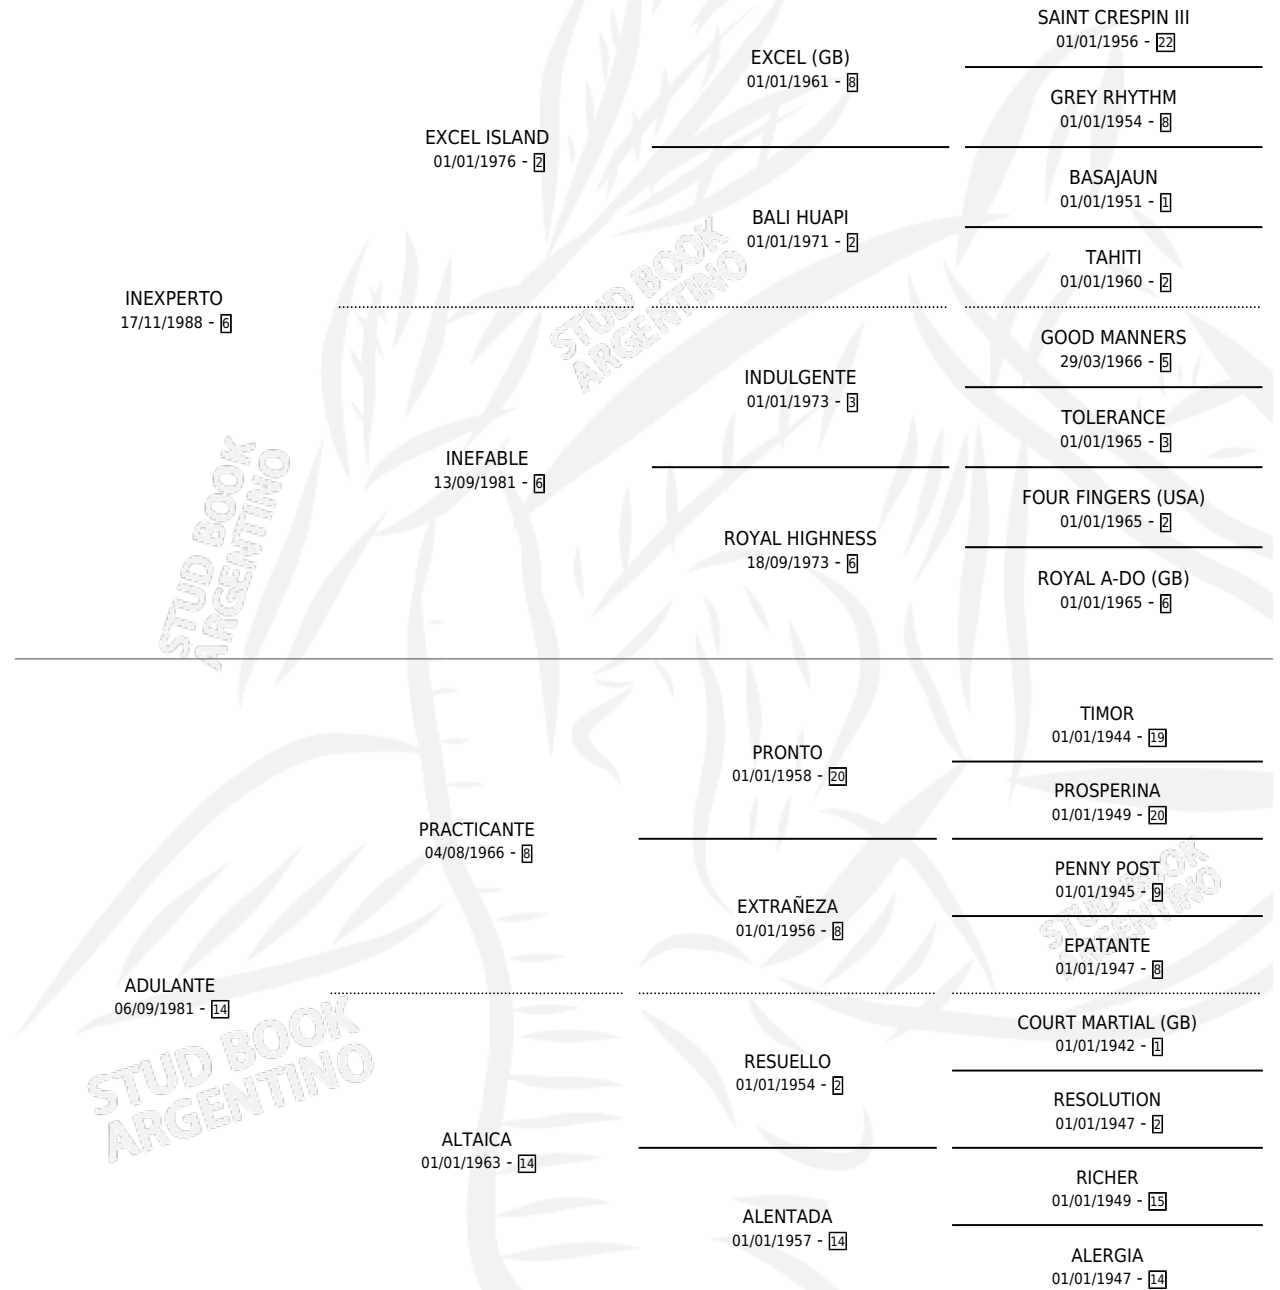 SAINT CRESPIN III
01/01/1956 - 22
EXCEL (GB)
01/01/1961 - 8
GREY RHYTHM
01/01/1954 - 8
EXCEL ISLAND
01/01/1976 - 2
BASAJAUN
01/01/1951 - 1
BALI HUAPI
01/01/1971 - 2
TAHITI
01/01/1960 - 2
INEXPERTO
17/11/1988 - 6
GOOD MANNERS
29/03/1966 - 5
INDULGENTE
01/01/1973 - 3
TOLERANCE
01/01/1965 - 3
INEFABLE
13/09/1981 - 6
FOUR FINGERS (USA)
01/01/1965 - 2
ROYAL HIGHNESS
18/09/1973 - 6
ROYAL A-DO (GB)
01/01/1965 - 6
TIMOR
01/01/1944 - 19
PRONTO
01/01/1958 - 20
PROSPERINA
01/01/1949 - 20
PRACTICANTE
04/08/1966 - 8
PENNY POST
01/01/1945 - 9
EXTRAÑEZA
01/01/1956 - 8
EPATANTE
01/01/1947 - 8
ADULANTE
06/09/1981 - 14
COURT MARTIAL (GB)
01/01/1942 - 1
RESUELLO
01/01/1954 - 2
RESOLUTION
01/01/1947 - 2
ALTAICA
01/01/1963 - 14
RICHER
01/01/1949 - 15
ALENTADA
01/01/1957 - 14
ALERGIA
01/01/1947 - 14
STUD BOOK
ARGENTINO
STUD BOOK
ARGENTINO
STUD BOOK
ARGENTINO
STUD BOOK
ARGENTINO